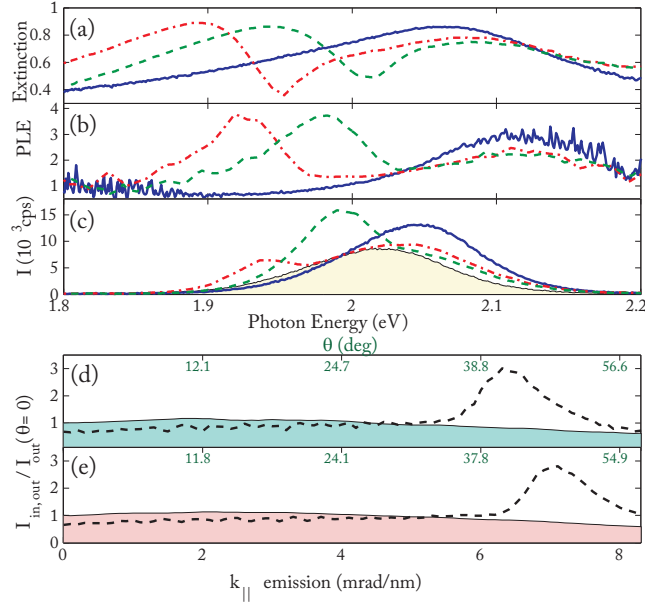 (a)
Extinction
1
0.8
0.6
0.4
(b)
PLE
4
3
2
1
(c)
I (10 3 cps)
15
10
5
0
1.8 1.9 2 2.1 2.2
Photon Energy (eV)
θ (deg)
(d)
12.1 24.7 38.8 56.6
3
2
1
(e)
11.8 24.1 37.8 54.9
3
2
1
0
I in,out / I out (θ= 0)
0 2 4 6 8
k || emission (mrad/nm)